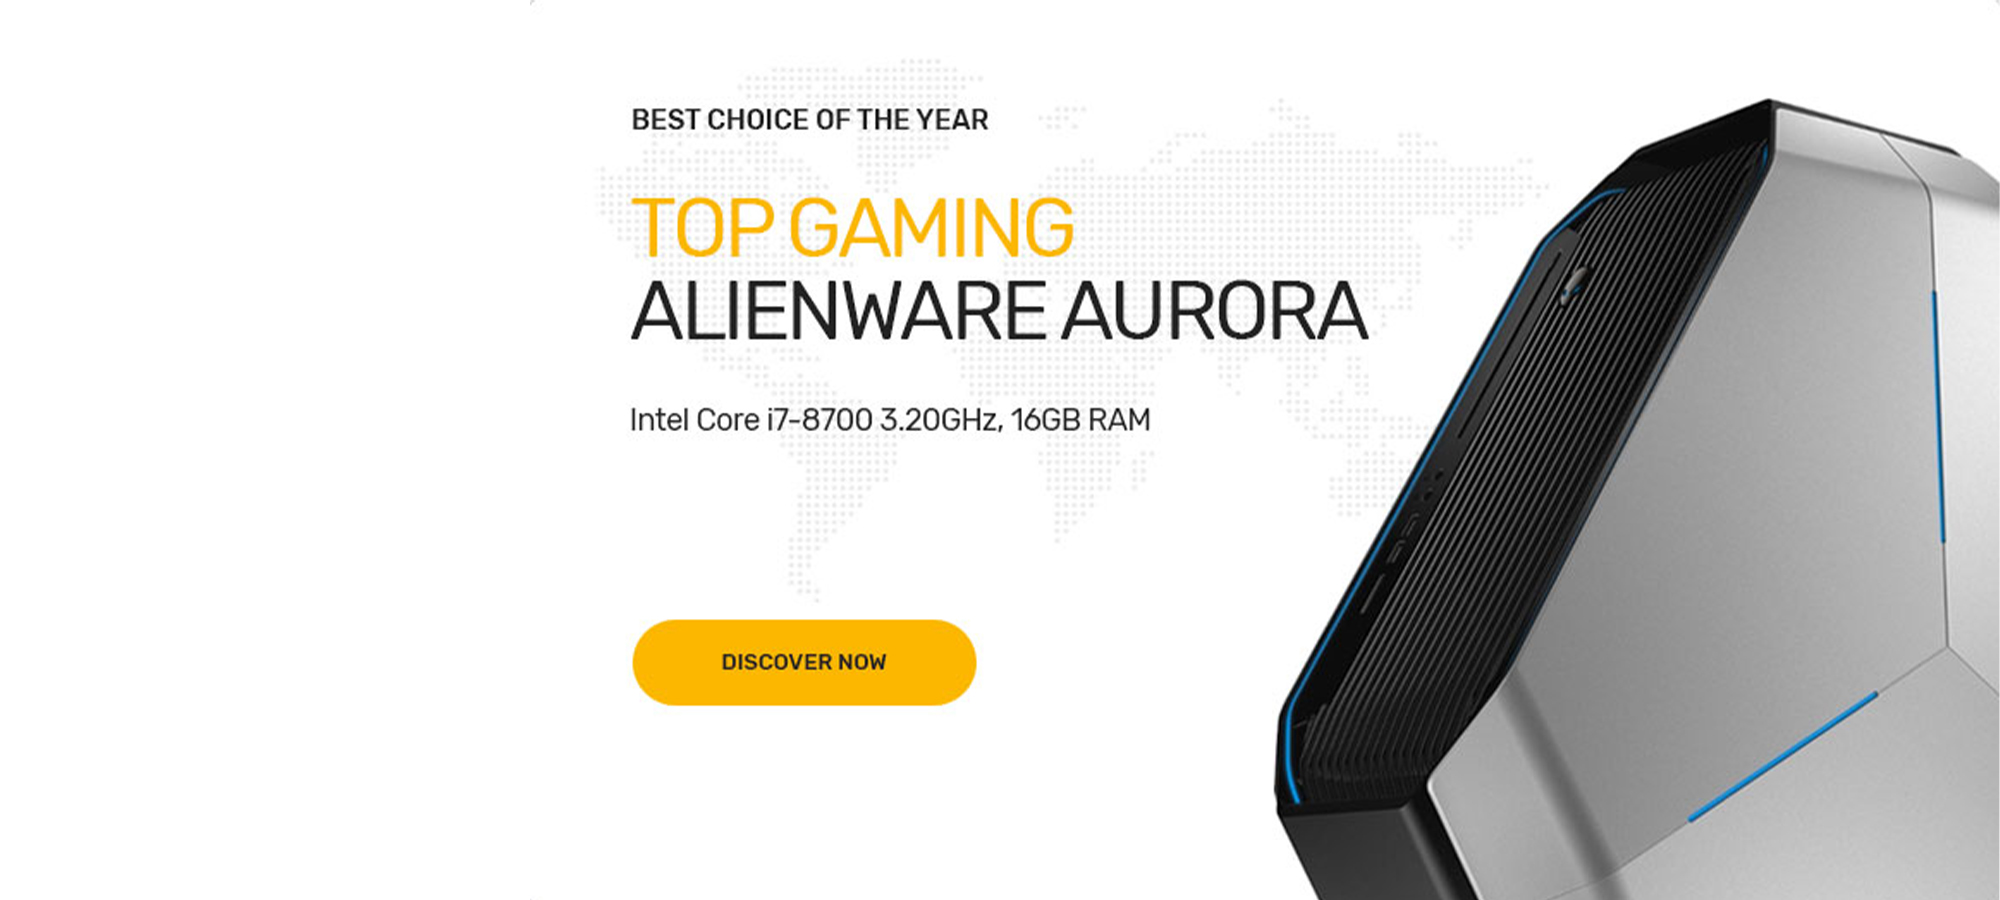 BEST CHOICE OF THE YEAR
TOP GAMING
ALIENWARE AURORA
Intel Core i7-8700 3.20GHz, 16GB RAM
DISCOVER NOW